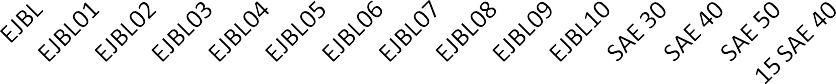 EJBL
EJBL01
EJBL02
EJBL03
EJBL04
EJBL05
EJBL06
EJBL07
EJBL08
EJBL09
EJBL10
SAE 30
SAE 40
SAE 50
15 SAE 40